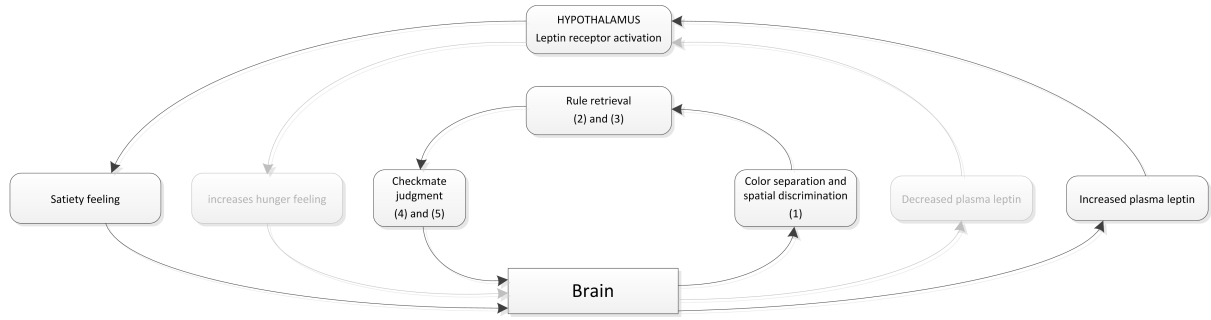 HYPOTHALAMUS
Leptin receptor activation
Rule retrieval
(2) and (3)
Satiety feeling
increases hunger feeling
Checkmate
judgment
(4) and (5)
Color separation and
spatial discrimination
(1)
Decreased plasma leptin
Increased plasma leptin
Brain